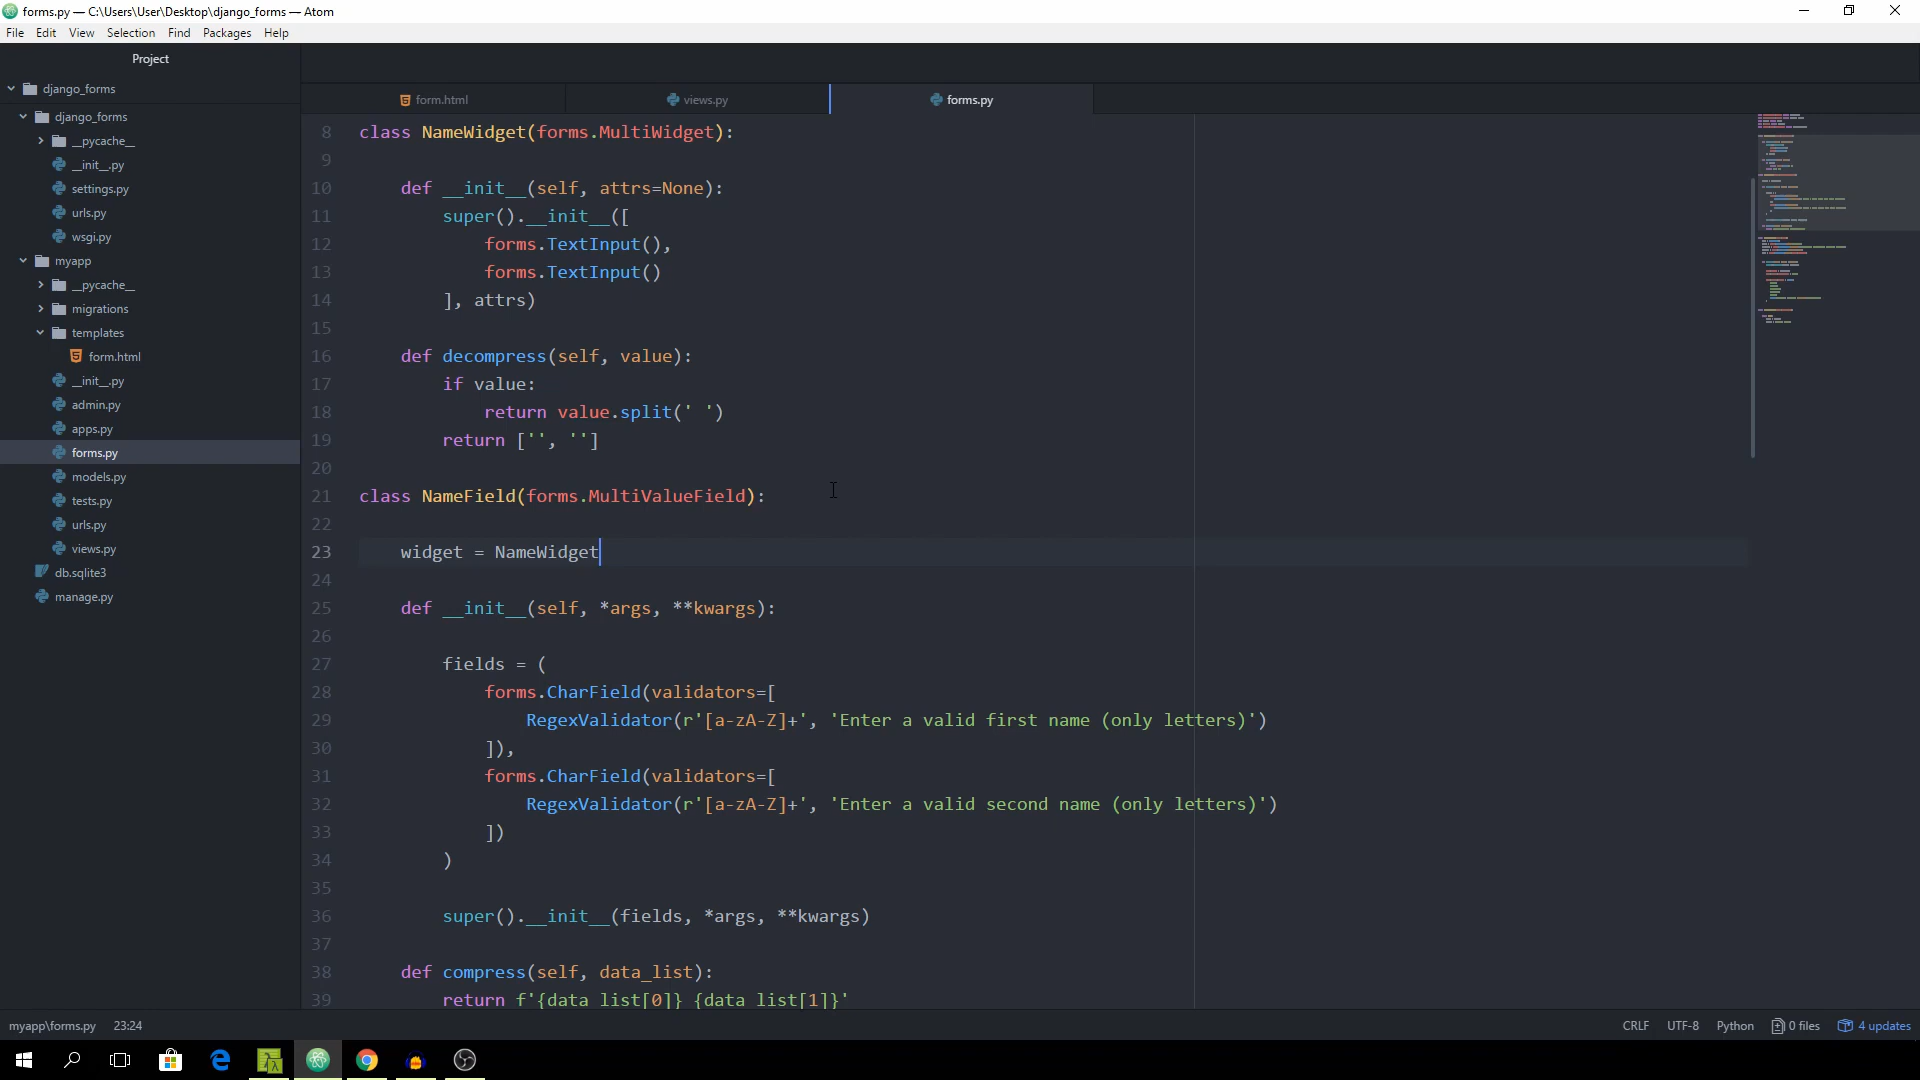 forms.py — C:\Users\User\Desktop\django_forms — Atom
File Edit View Selection Find Packages Help
Project
django_forms
django_forms
__pycache__
__init__.py
settings.py
urls.py
wsgi.py
myapp
__pycache__
migrations
templates
form.html
__init__.py
admin.py
apps.py
forms.py
models.py
tests.py
urls.py
views.py
db.sqlite3
manage.py
form.html views.py forms.py
8 class NameWidget(forms.MultiWidget):
9
10 def __init__(self, attrs=None):
11 super().__init__([
12 forms.TextInput(),
13 forms.TextInput()
14 ], attrs)
15
16 def decompress(self, value):
17 if value:
18 return value.split(' ')
19 return ['', '']
20
21 class NameField(forms.MultiValueField):
22
23 widget = NameWidget
24
25 def __init__(self, *args, **kwargs):
26
27 fields = (
28 forms.CharField(validators=[
29 RegexValidator(r'[a-zA-Z]+', 'Enter a valid first name (only letters)')
30 ]),
31 forms.CharField(validators=[
32 RegexValidator(r'[a-zA-Z]+', 'Enter a valid second name (only letters)')
33 ])
34 )
35
36 super().__init__(fields, *args, **kwargs)
37
38 def compress(self, data_list):
39 return f'{data_list[0]} {data_list[1]}'
myapp\forms.py 23:24
CRLF UTF-8 Python 0 files 4 updates